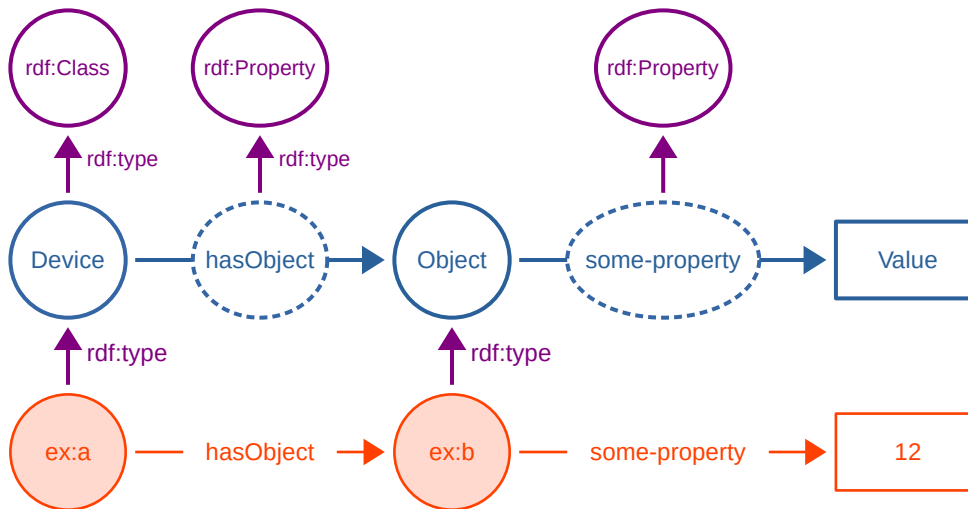 rdf:Class
rdf:Property
rdf:Property
rdf:type
rdf:type
Device
hasObject
Object
some-property
Value
rdf:type
rdf:type
ex:a
hasObject
ex:b
some-property
12